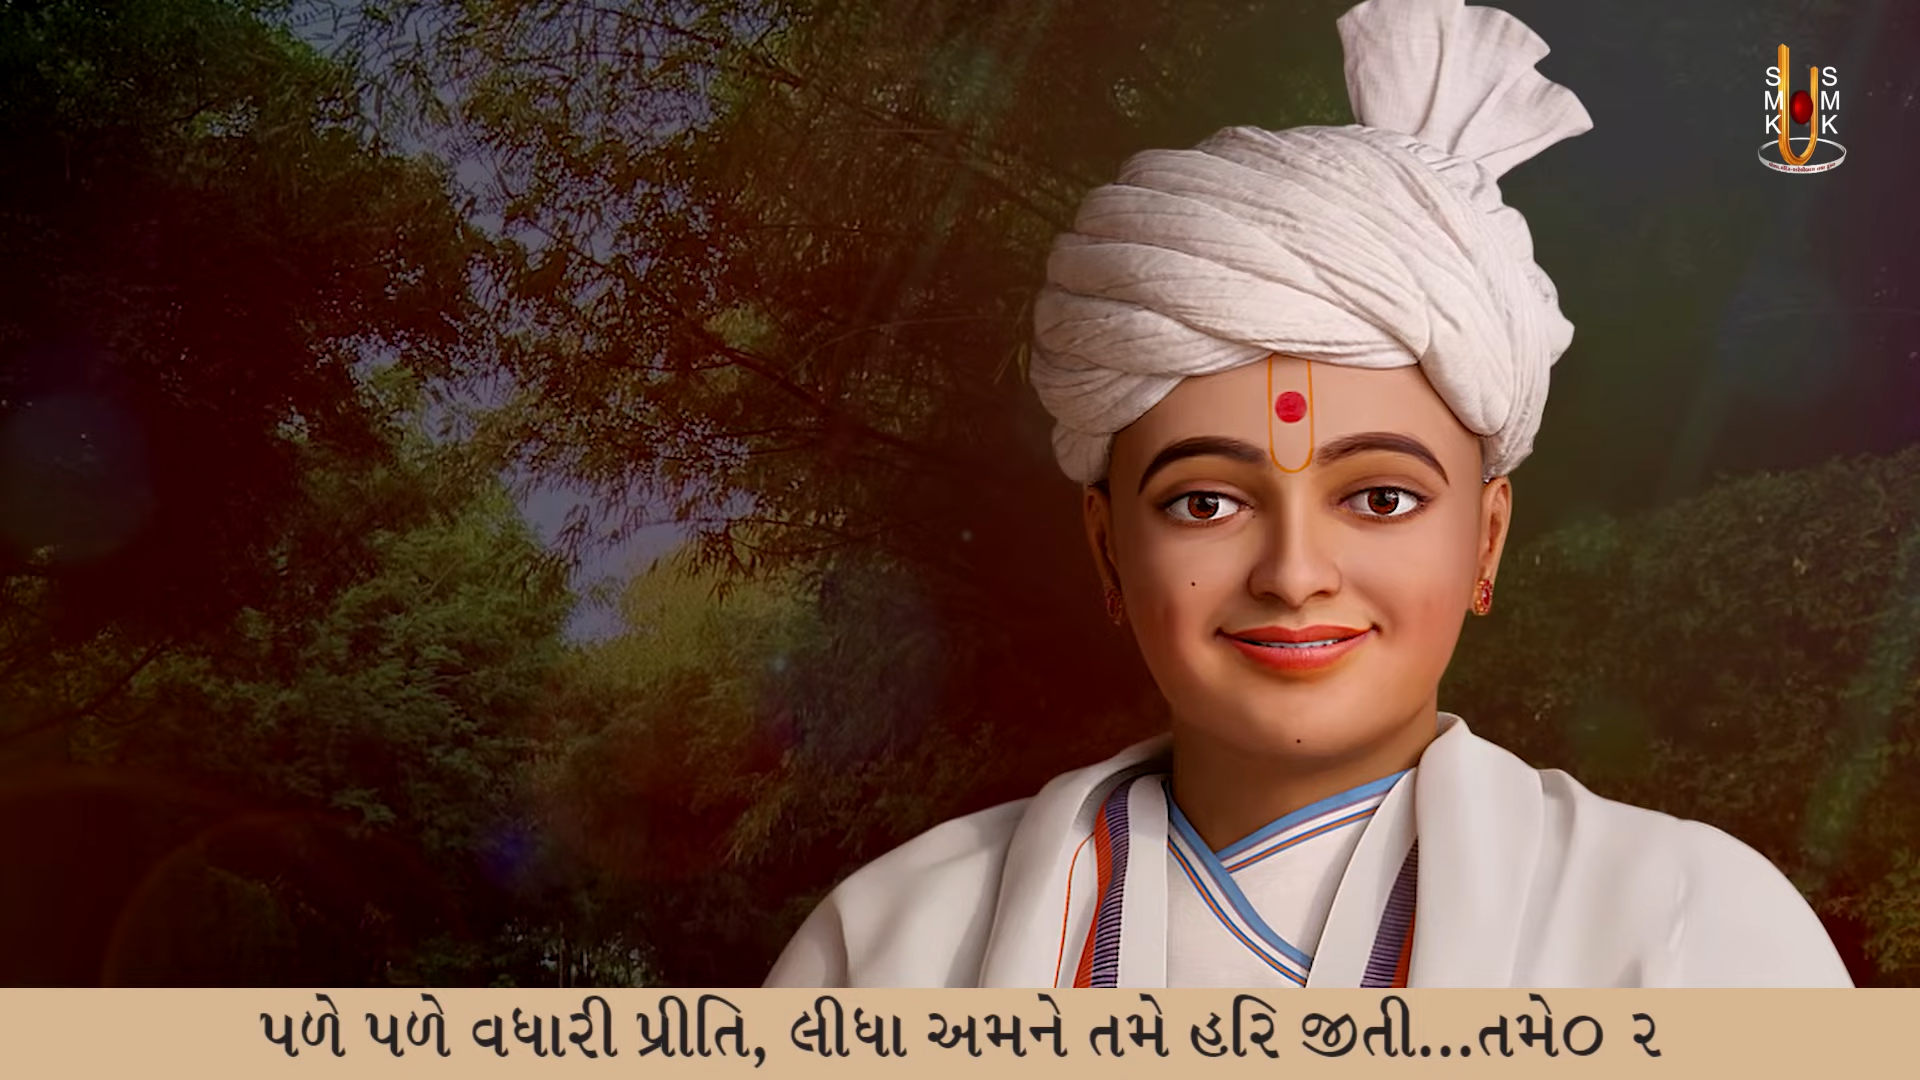 S S
M M
K K
પળે પળે વધારી પ્રીતિ, લીધા અમને તમે હરિ જીતી...તમે૦ ૨